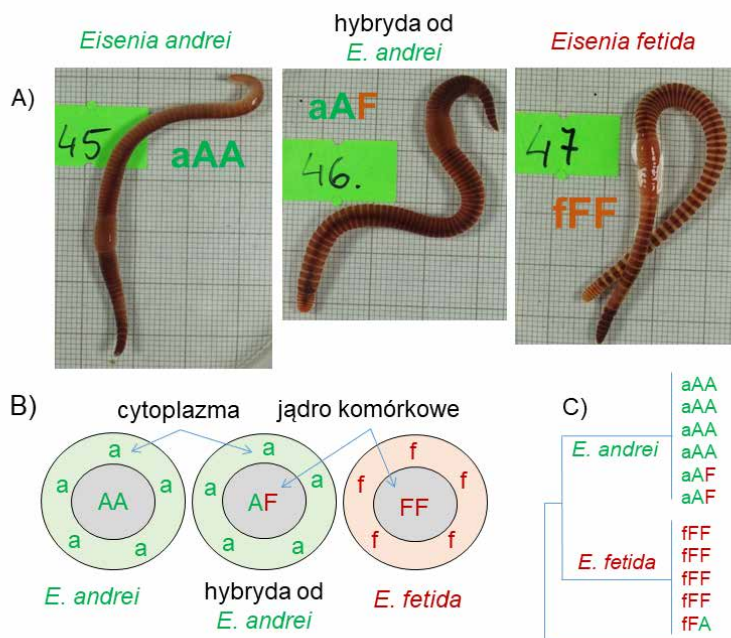 Eisenia andrei
hybryda od
E. andrei
Eisenia fetida
A)
45
aAA
aAF
46.
47
fFF
B)
cytoplazma
jądro komórkowe
a
a
a
a
a
AA
a
a
a
a
a
AF
f
f
f
f
f
FF
E. andrei
hybryda od
E. andrei
E. fetida
C)
E. andrei
aAA
aAA
aAA
aAA
aAF
aAF
E. fetida
fFF
fFF
fFF
fFF
fFA